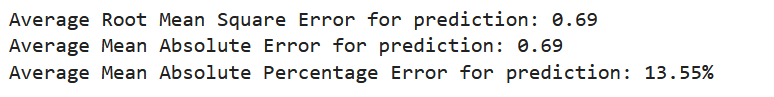 Average Root Mean Square Error for prediction: 0.69
Average Mean Absolute Error for prediction: 0.69
Average Mean Absolute Percentage Error for prediction: 13.55%